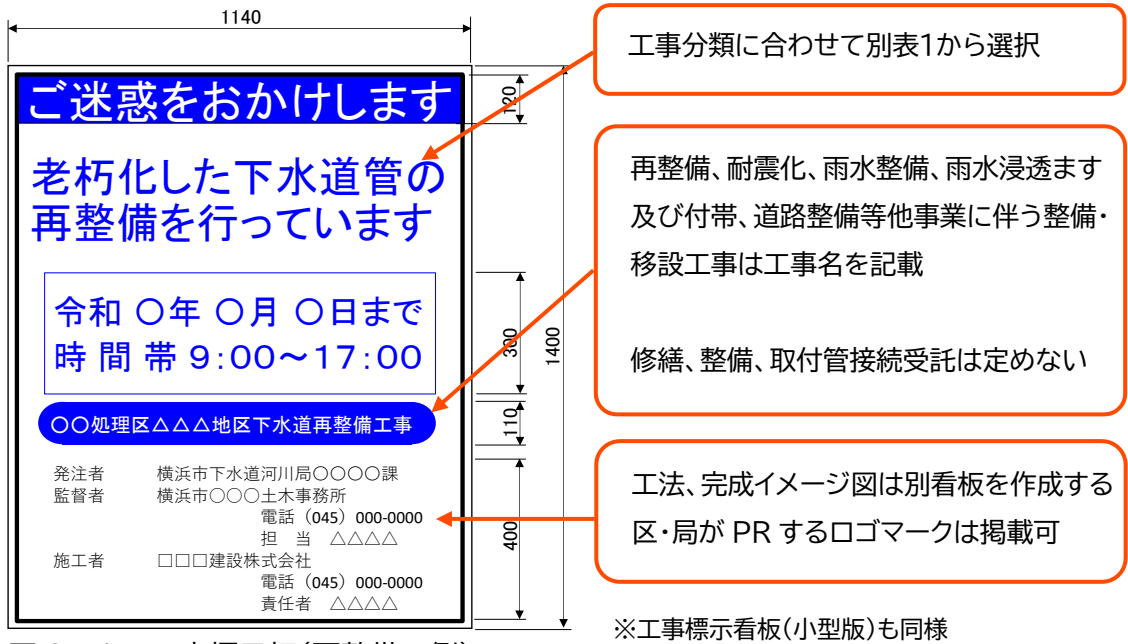 1140
ご迷惑をおかけします
120
老朽化した下水道管の
再整備を行っています
令和 〇年 〇月 〇日まで
時 間 帯 9:00～17:00
300
1400
〇〇処理区△△△地区下水道再整備工事
110
発注者 横浜市下水道河川局〇〇〇〇課
監督者 横浜市〇〇〇土木事務所
電話（045）000-0000
担 当 △△△△
施工者 □□□建設株式会社
電話（045）000-0000
責任者 △△△△
400
工事分類に合わせて別表1から選択
再整備、耐震化、雨水整備、雨水浸透ます
及び付帯、道路整備等他事業に伴う整備・
移設工事は工事名を記載
修繕、整備、取付管接続受託は定めない
工法、完成イメージ図は別看板を作成する
区・局が PR するロゴマークは掲載可
※工事標示看板(小型版)も同様